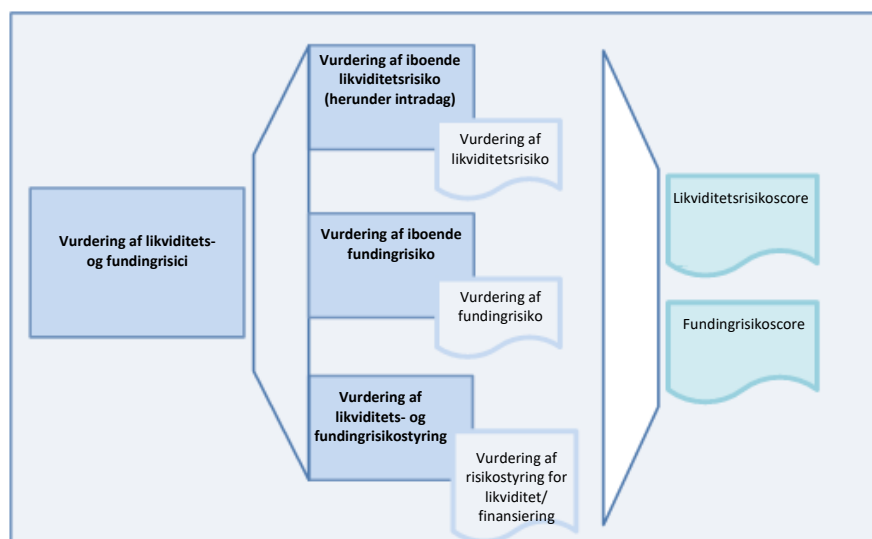 Vurdering af likviditets-
og fundingrisici
Vurdering af iboende
likviditetsrisiko
(herunder intradag)
Vurdering af
likviditetsrisiko
Vurdering af iboende
fundingrisiko
Vurdering af
fundingrisiko
Vurdering af
likviditets- og
fundingrisikostyring
Vurdering af
risikostyring for
likviditet/
finansiering
Likviditetsrisikoscore
Fundingrisikoscore